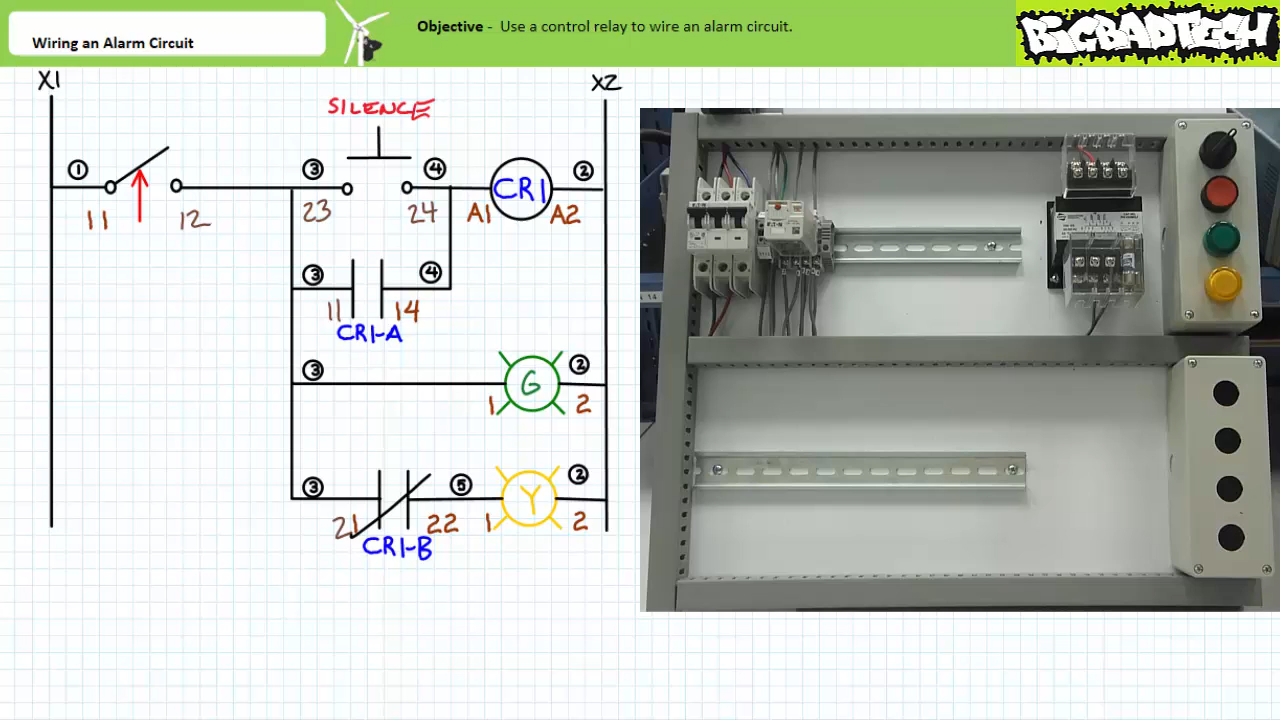 Wiring an Alarm Circuit
Objective - Use a control relay to wire an alarm circuit.
BIGBADTECH
X1
X2
SILENCE
1 3 4 CR1 2
11 12 23 24 A1 A2
3 4
11 14
CR1-A
3 G 2
1 2
3 5 Y 2
21 22 1 2
CR1-B
14